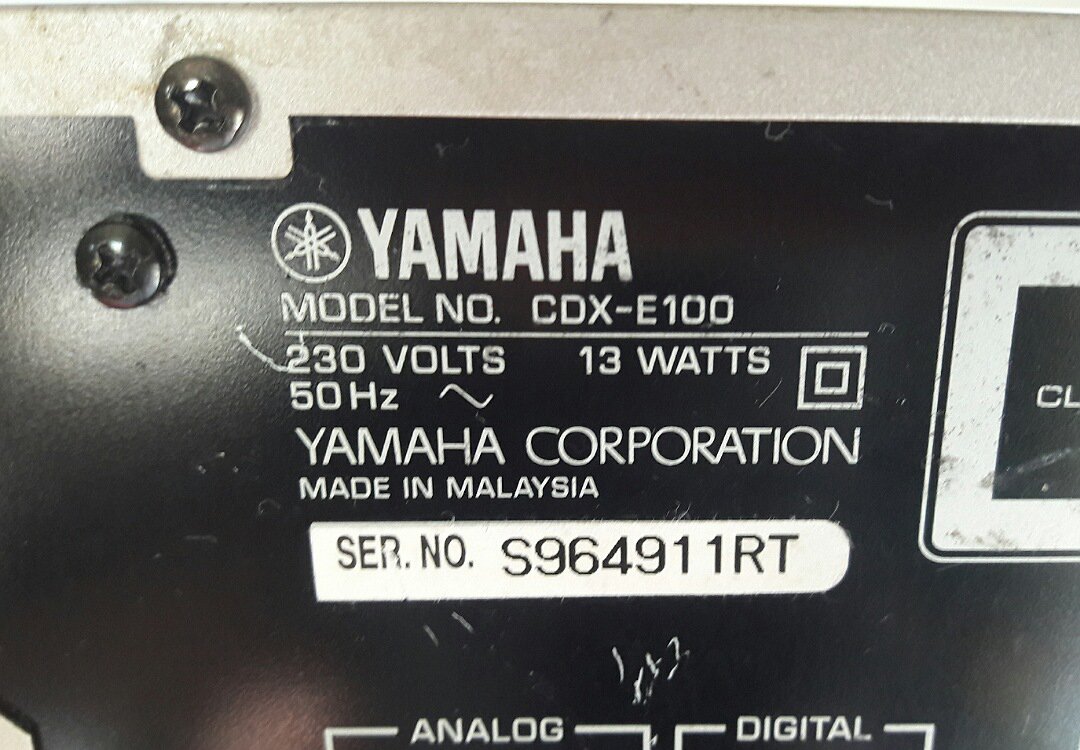 YAMAHA
MODEL NO. CDX-E100
230 VOLTS 13 WATTS
50Hz ~
YAMAHA CORPORATION
MADE IN MALAYSIA
SER. NO. S964911RT
CL
ANALOG DIGITAL